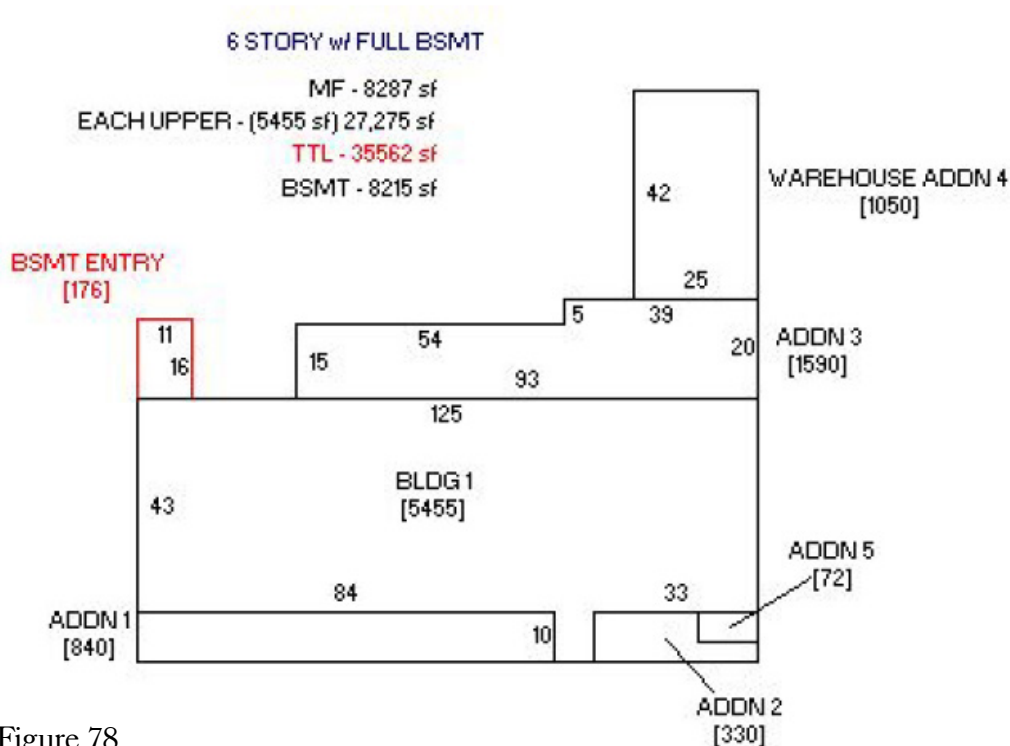 6 STORY w/ FULL BSMT
MF - 8287 sf
EACH UPPER - (5455 sf) 27,275 sf
TTL - 35562 sf
BSMT - 8215 sf
42
WAREHOUSE ADDN 4
[1050]
25
BSMT ENTRY
[176]
11
16
5
39
54
15
20
ADDN 3
[1590]
93
125
BLDG 1
[5455]
43
ADDN 5
[72]
84
33
ADDN 1
[840]
10
ADDN 2
[330]
Figure 78